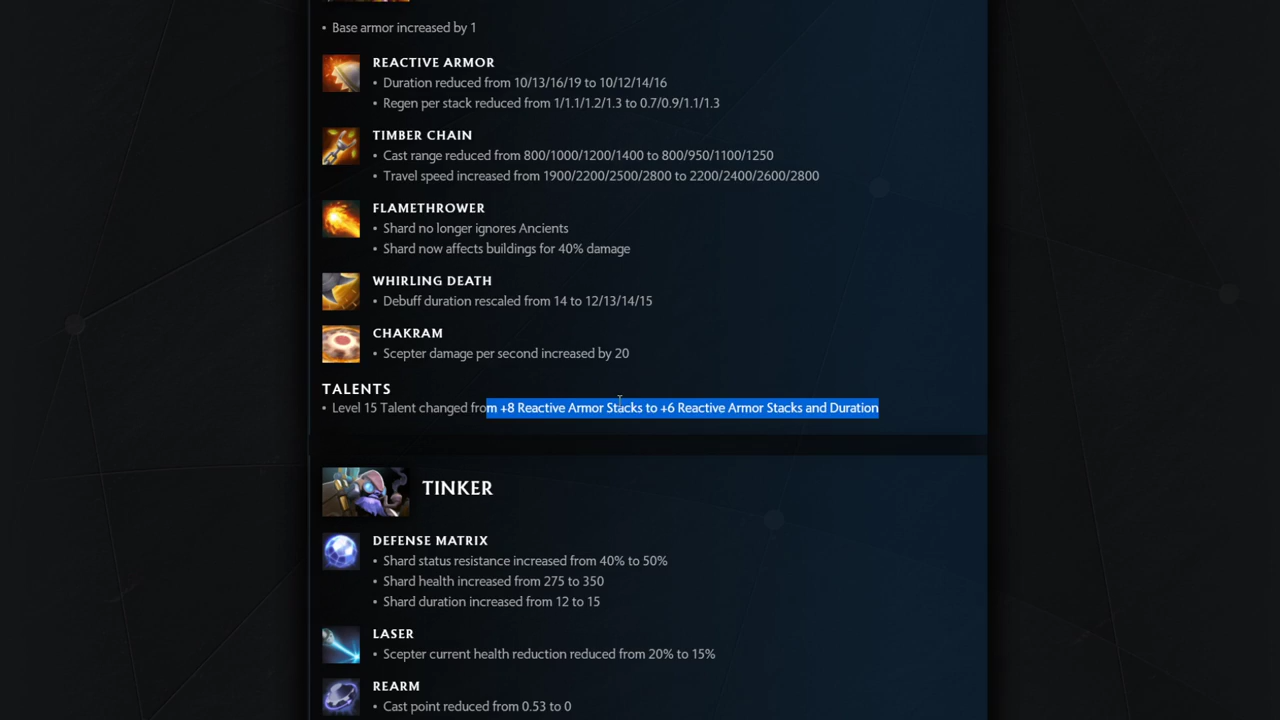 • Base armor increased by 1
REACTIVE ARMOR
• Duration reduced from 10/13/16/19 to 10/12/14/16
• Regen per stack reduced from 1/1.1/1.2/1.3 to 0.7/0.9/1.1/1.3
TIMBER CHAIN
• Cast range reduced from 800/1000/1200/1400 to 800/950/1100/1250
• Travel speed increased from 1900/2200/2500/2800 to 2200/2400/2600/2800
FLAMETHROWER
• Shard no longer ignores Ancients
• Shard now affects buildings for 40% damage
WHIRLING DEATH
• Debuff duration rescaled from 14 to 12/13/14/15
CHAKRAM
• Scepter damage per second increased by 20
TALENTS
• Level 15 Talent changed from +8 Reactive Armor Stacks to +6 Reactive Armor Stacks and Duration
TINKER
DEFENSE MATRIX
• Shard status resistance increased from 40% to 50%
• Shard health increased from 275 to 350
• Shard duration increased from 12 to 15
LASER
• Scepter current health reduction reduced from 20% to 15%
REARM
• Cast point reduced from 0.53 to 0